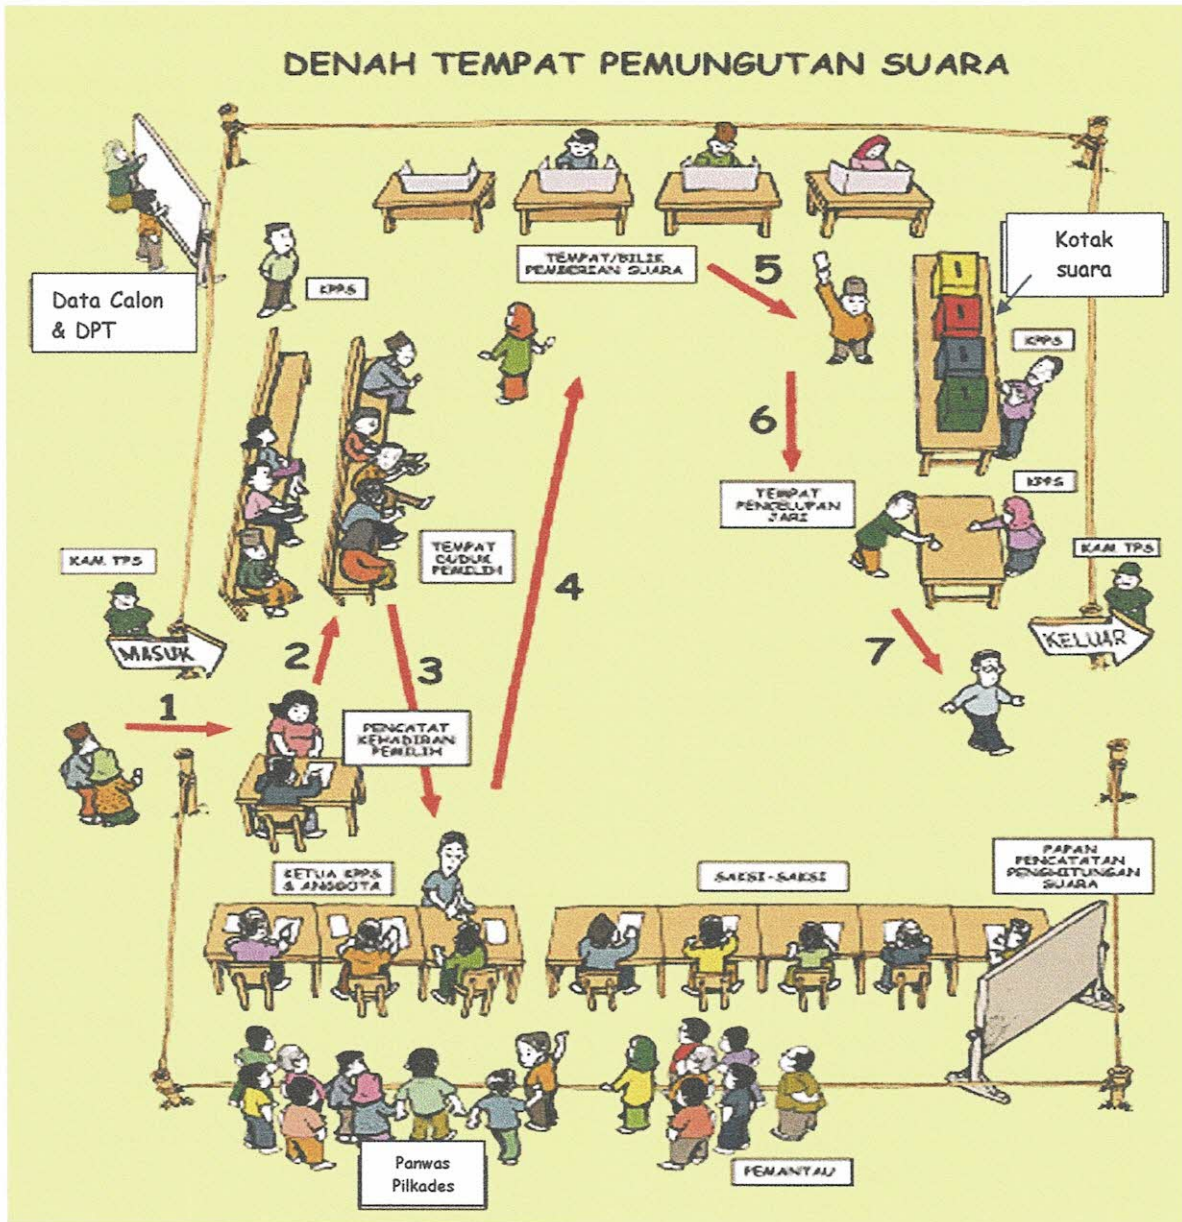 DENAH TEMPAT PEMUNGUTAN SUARA
Data Calon
& DPT
KPPS
TEMPAT/BILIK
PEMBERIAN SUARA
5
Kotak
suara
KPPS
6
TEMPAT
PENCELUPAN
JARI
KPPS
KAM. TPS
TEMPAT
DUDUK
PEMILIH
4
KAM. TPS
MASUK
KELUAR
2
3
7
1
PENCATAT
KEHADIRAN
PEMILIH
KETUA KPPS
& ANGGOTA
SAKSI-SAKSI
PAPAN
PENCATATAN
PENGHITUNGAN
SUARA
Panwas
Pilkades
PEMANTAU